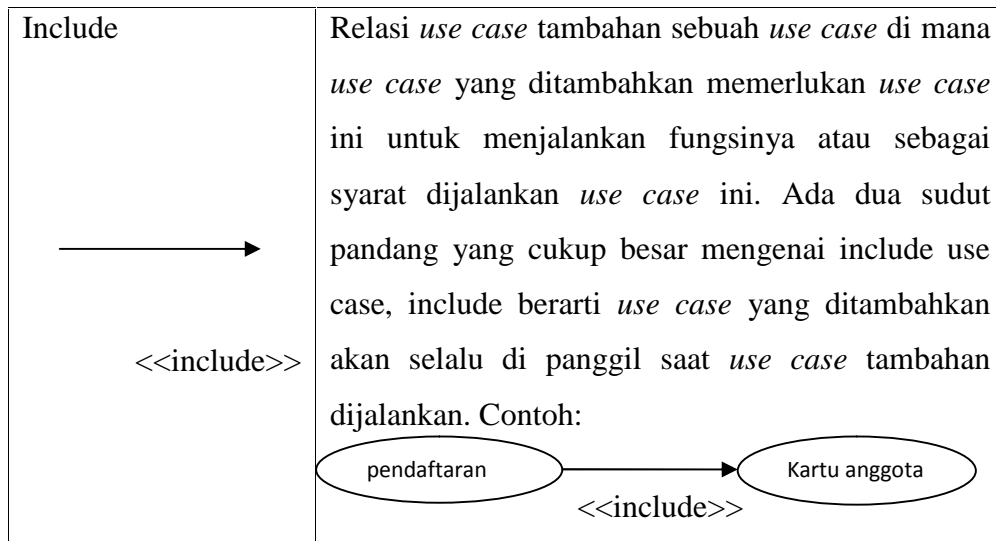 Include
<<include>>
Relasi use case tambahan sebuah use case di mana
use case yang ditambahkan memerlukan use case
ini untuk menjalankan fungsinya atau sebagai
syarat dijalankan use case ini. Ada dua sudut
pandang yang cukup besar mengenai include use
case, include berarti use case yang ditambahkan
akan selalu di panggil saat use case tambahan
dijalankan. Contoh:
pendaftaran
Kartu anggota
<<include>>